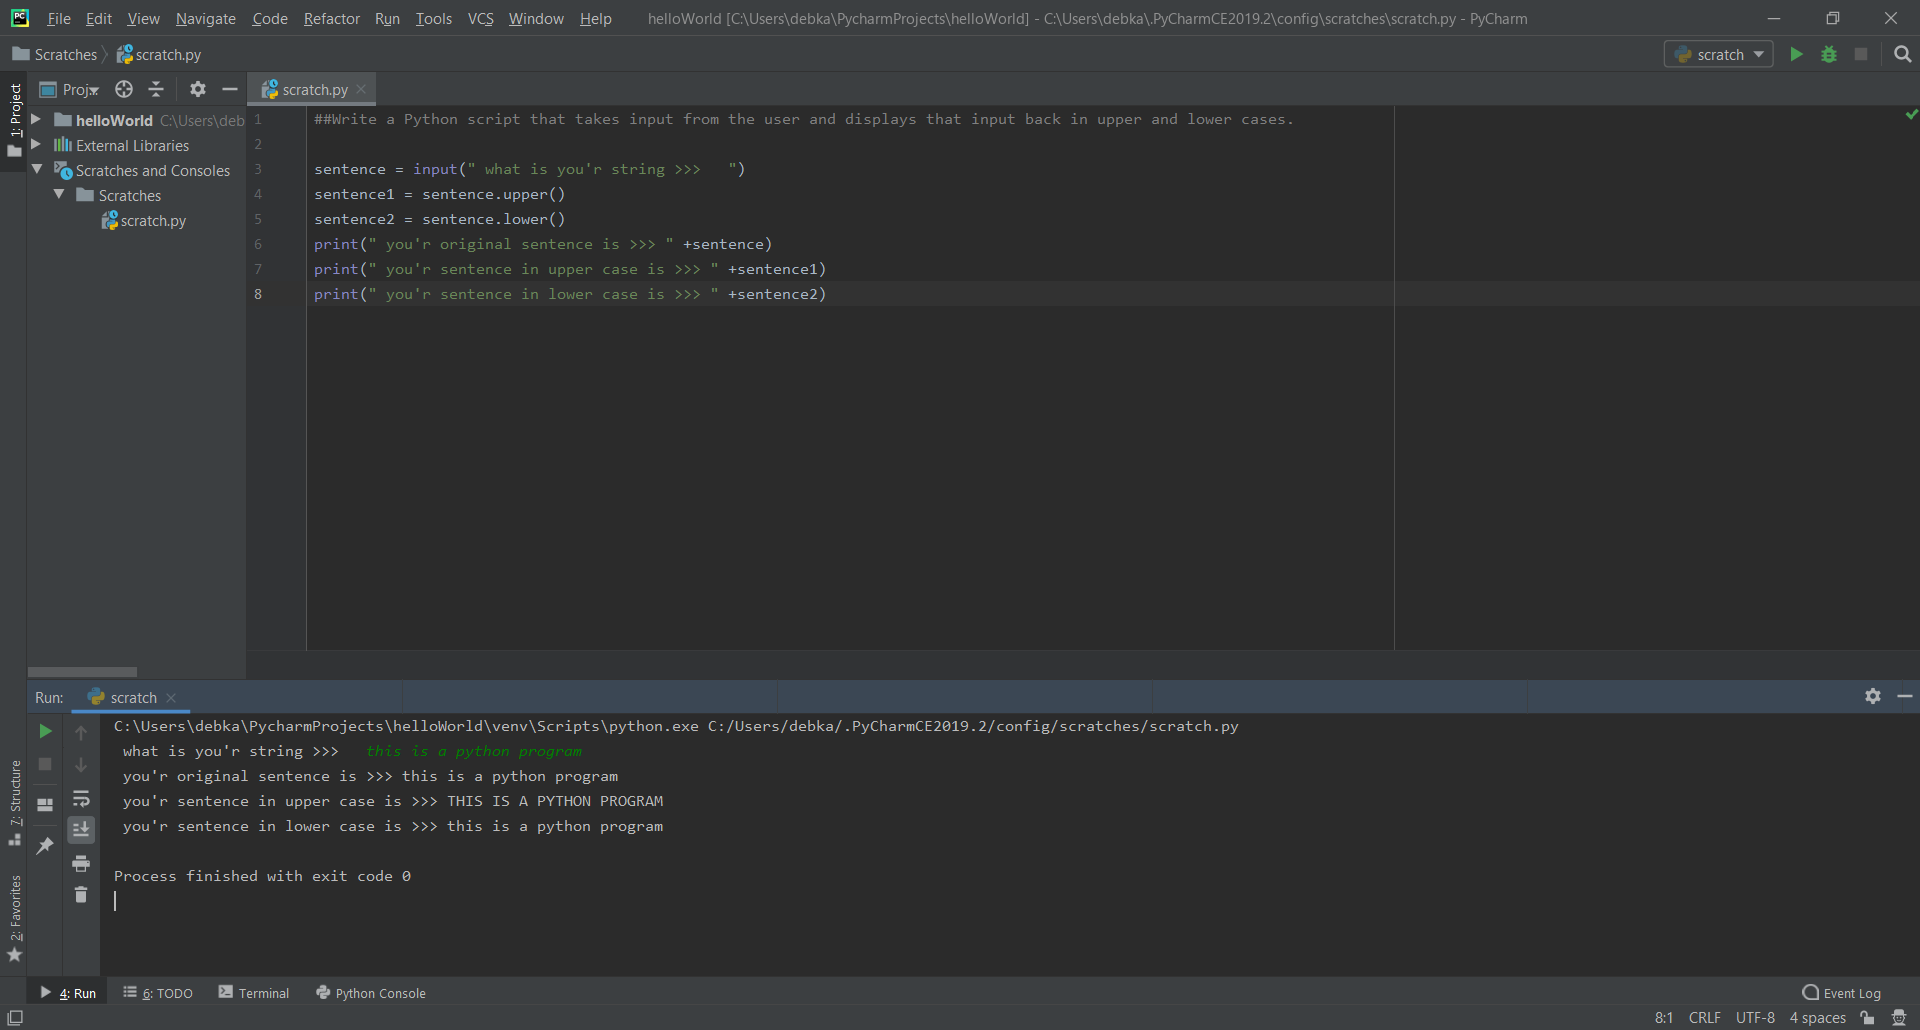 PC File Edit View Navigate Code Refactor Run Tools VCS Window Help helloWorld [C:\Users\debka\PycharmProjects\helloWorld] - C:\Users\debka\.PyCharmCE2019.2\config\scratches\scratch.py - PyCharm
Scratches scratch.py scratch
1: Project
Proj scratch.py
helloWorld C:\Users\deb
External Libraries
Scratches and Consoles
Scratches
scratch.py
1 ##Write a Python script that takes input from the user and displays that input back in upper and lower cases.
2
3 sentence = input(" what is you'r string >>>   ")
4 sentence1 = sentence.upper()
5 sentence2 = sentence.lower()
6 print(" you'r original sentence is >>> " +sentence)
7 print(" you'r sentence in upper case is >>> " +sentence1)
8 print(" you'r sentence in lower case is >>> " +sentence2)
Run: scratch
C:\Users\debka\PycharmProjects\helloWorld\venv\Scripts\python.exe C:/Users/debka/.PyCharmCE2019.2/config/scratches/scratch.py
what is you'r string >>>   this is a python program
you'r original sentence is >>> this is a python program
you'r sentence in upper case is >>> THIS IS A PYTHON PROGRAM
you'r sentence in lower case is >>> this is a python program
Process finished with exit code 0
7: Structure
2: Favorites
4: Run 6: TODO Terminal Python Console Event Log
8:1 CRLF UTF-8 4 spaces